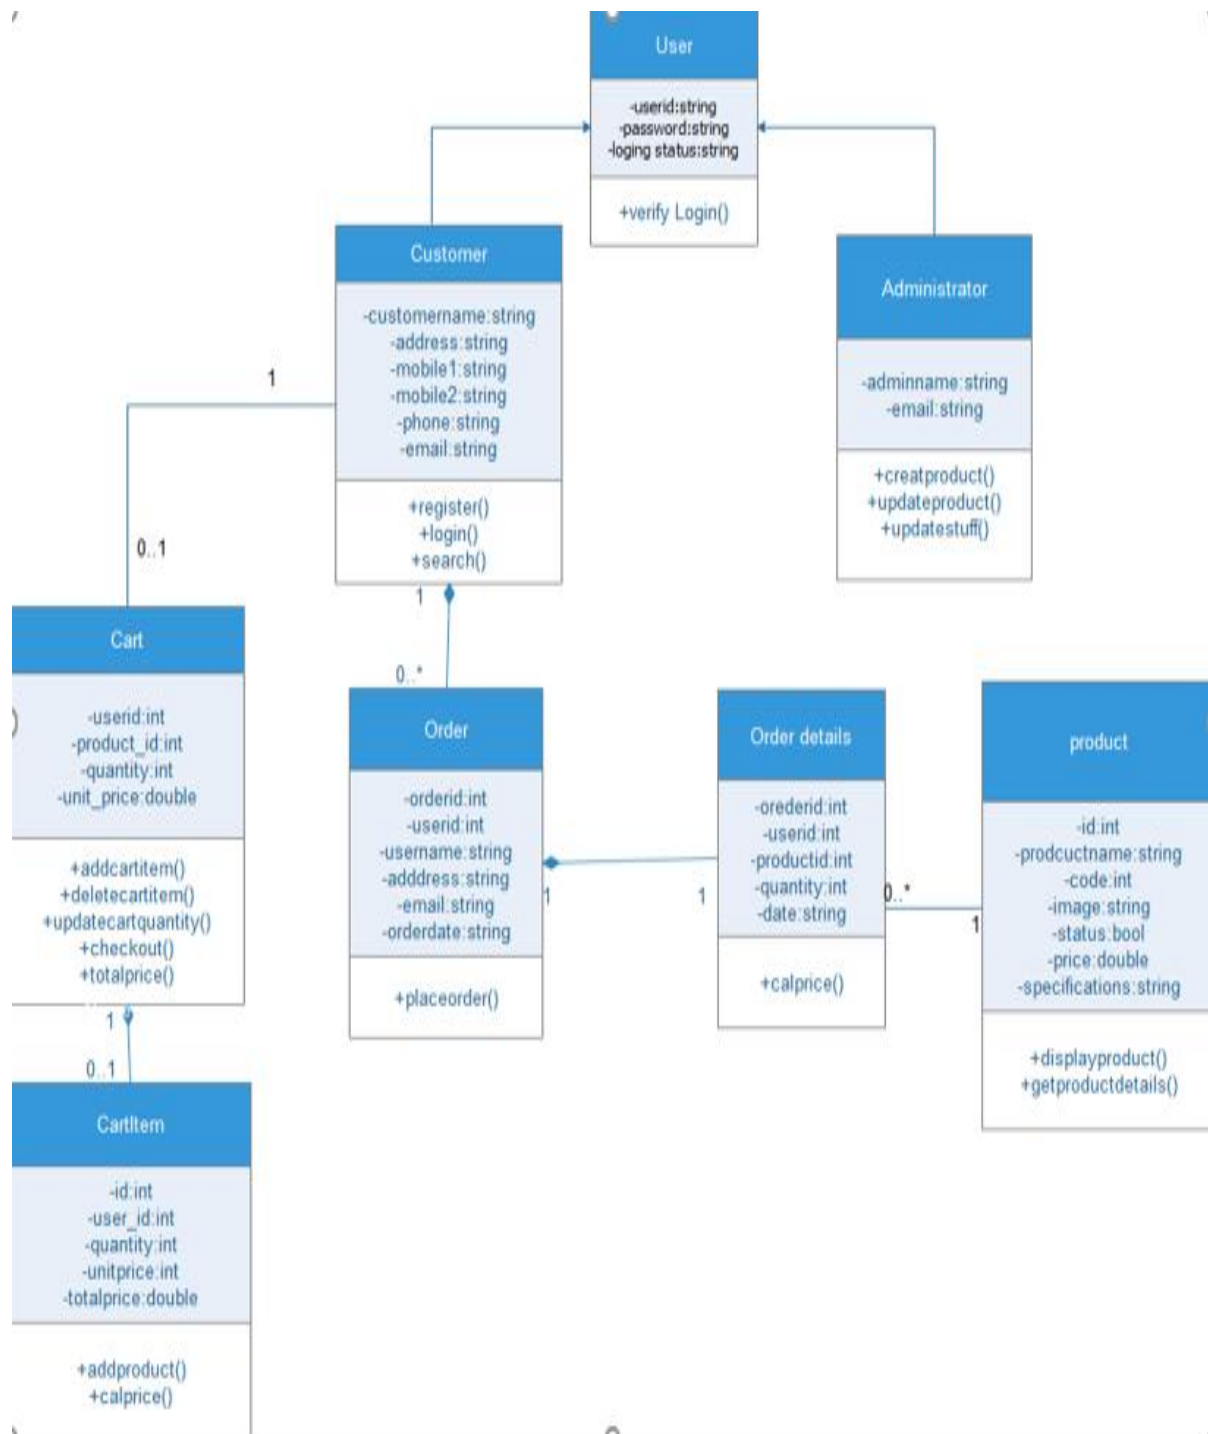 User
-userid:string
-password:string
-loging status:string
+verify Login()
Customer
-customername:string
-address:string
-mobile1:string
-mobile2:string
-phone:string
-email:string
+register()
+login()
+search()
Administrator
-adminname:string
-email:string
+creatproduct()
+updateproduct()
+updatestuff()
1
0..1
1
0..*
Cart
-userid:int
-product_id:int
-quantity:int
-unit_price:double
+addcartitem()
+deletecartitem()
+updatecartquantity()
+checkout()
+totalprice()
Order
-orderid:int
-userid:int
-username:string
-adddress:string
-email:string
-orderdate:string
+placeorder()
1
1
Order details
-orederid:int
-userid:int
-productid:int
-quantity:int
-date:string
+calprice()
0..*
1
product
-id:int
-prodcuctname:string
-code:int
-image:string
-status:bool
-price:double
-specifications:string
+displayproduct()
+getproductdetails()
1
0..1
CartItem
-id:int
-user_id:int
-quantity:int
-unitprice:int
-totalprice:double
+addproduct()
+calprice()